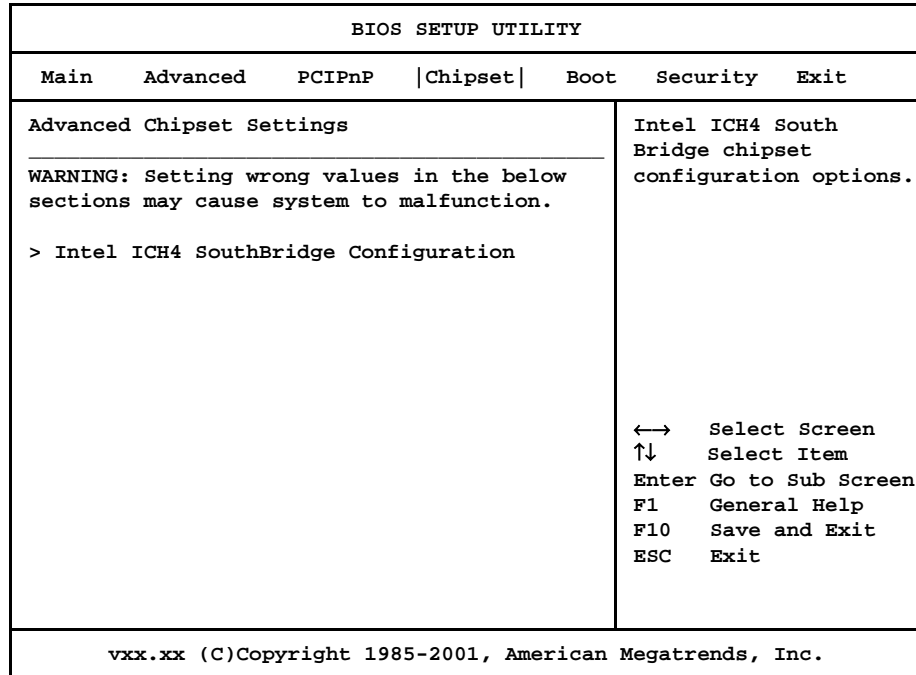 BIOS SETUP UTILITY
Main Advanced PCIPnP |Chipset| Boot Security Exit
Advanced Chipset Settings
WARNING: Setting wrong values in the below
sections may cause system to malfunction.
> Intel ICH4 SouthBridge Configuration
Intel ICH4 South
Bridge chipset
configuration options.
←→ Select Screen
↑↓ Select Item
Enter Go to Sub Screen
F1 General Help
F10 Save and Exit
ESC Exit
vxx.xx (C)Copyright 1985-2001, American Megatrends, Inc.